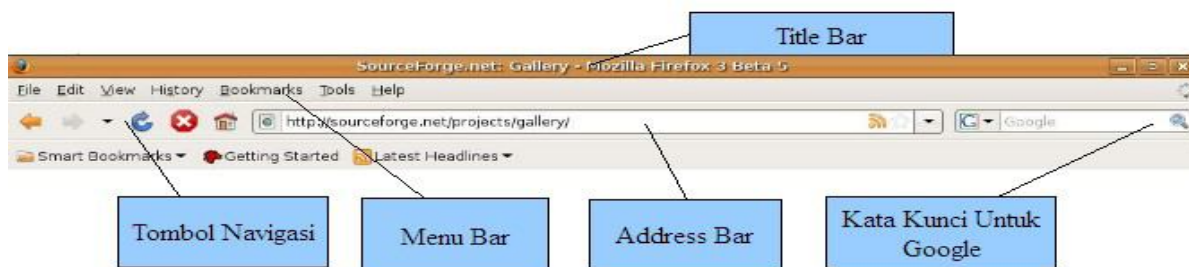 Title Bar
SourceForge.net: Gallery - Mozilla Firefox 3 Beta 5
File Edit View History Bookmarks Tools Help
http://sourceforge.net/projects/gallery/ G Google
Smart Bookmarks Getting Started Latest Headlines
Tombol Navigasi Menu Bar Address Bar Kata Kunci Untuk
Google